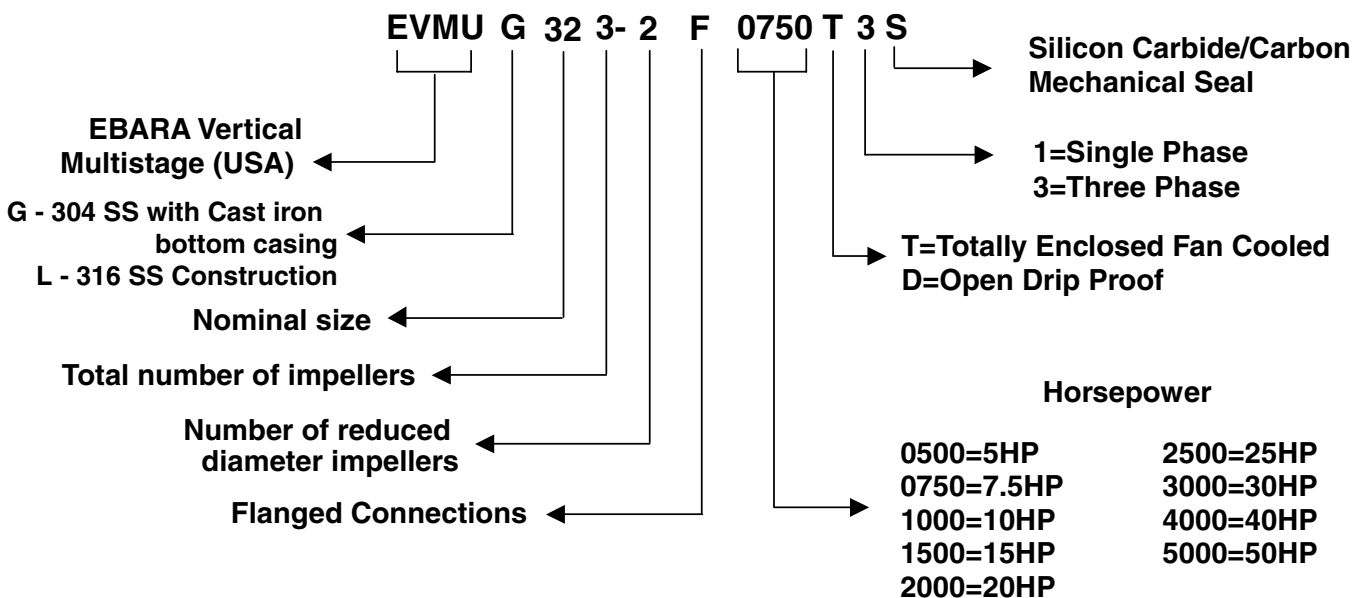 EVMU G 32 3- 2 F 0750 T 3 S
Silicon Carbide/Carbon
Mechanical Seal
EBARA Vertical
Multistage (USA)
1=Single Phase
3=Three Phase
G - 304 SS with Cast iron
bottom casing
L - 316 SS Construction
T=Totally Enclosed Fan Cooled
D=Open Drip Proof
Nominal size
Total number of impellers
Number of reduced
diameter impellers
Flanged Connections
Horsepower
0500=5HP
0750=7.5HP
1000=10HP
1500=15HP
2000=20HP
2500=25HP
3000=30HP
4000=40HP
5000=50HP